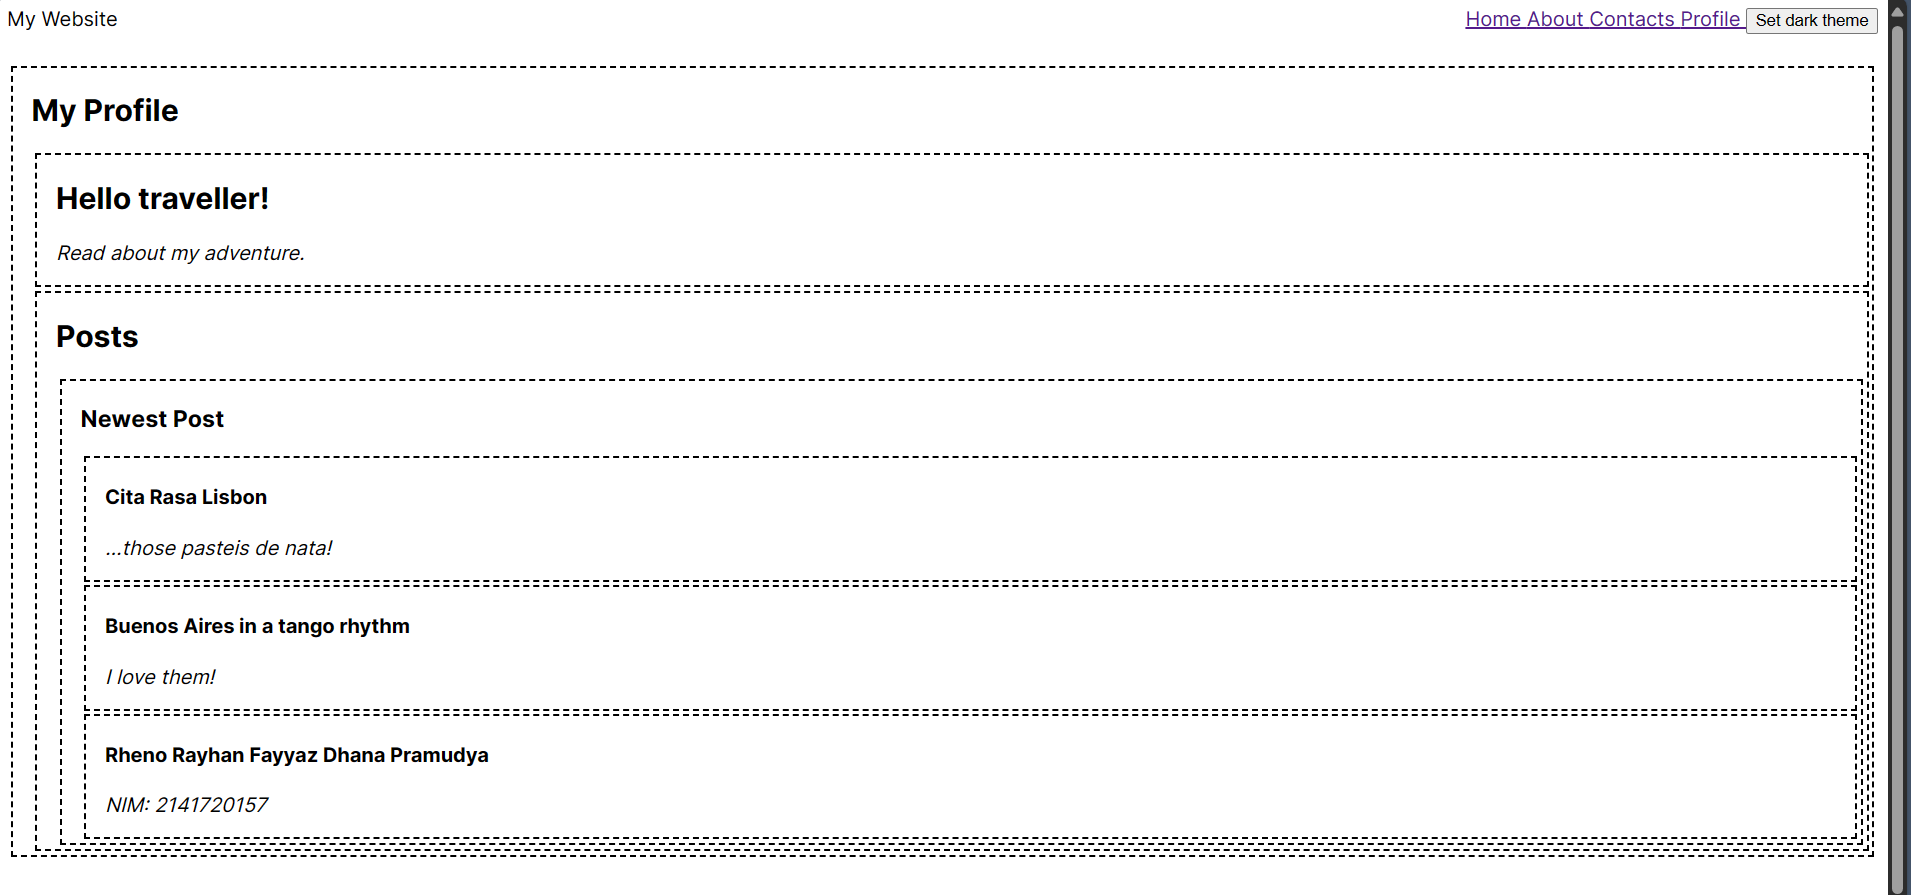 My Website
Home About Contacts Profile Set dark theme
My Profile
Hello traveller!
Read about my adventure.
Posts
Newest Post
Cita Rasa Lisbon
...those pasteis de nata!
Buenos Aires in a tango rhythm
I love them!
Rheno Rayhan Fayyaz Dhana Pramudya
NIM: 2141720157